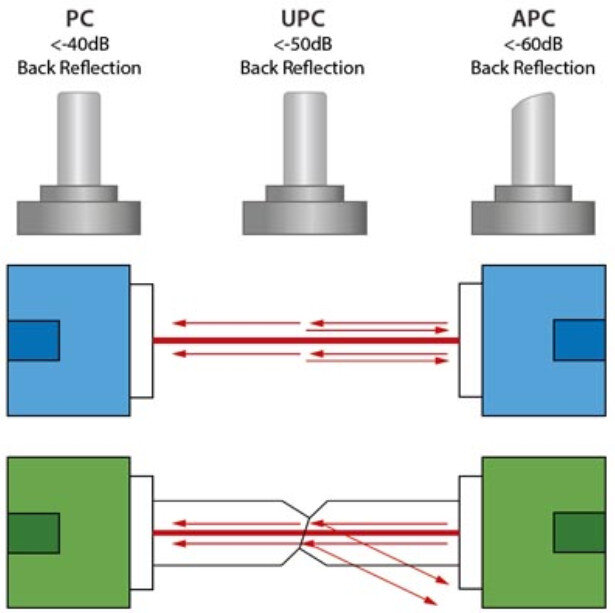 PC
<-40dB
Back Reflection
UPC
<-50dB
Back Reflection
APC
<-60dB
Back Reflection